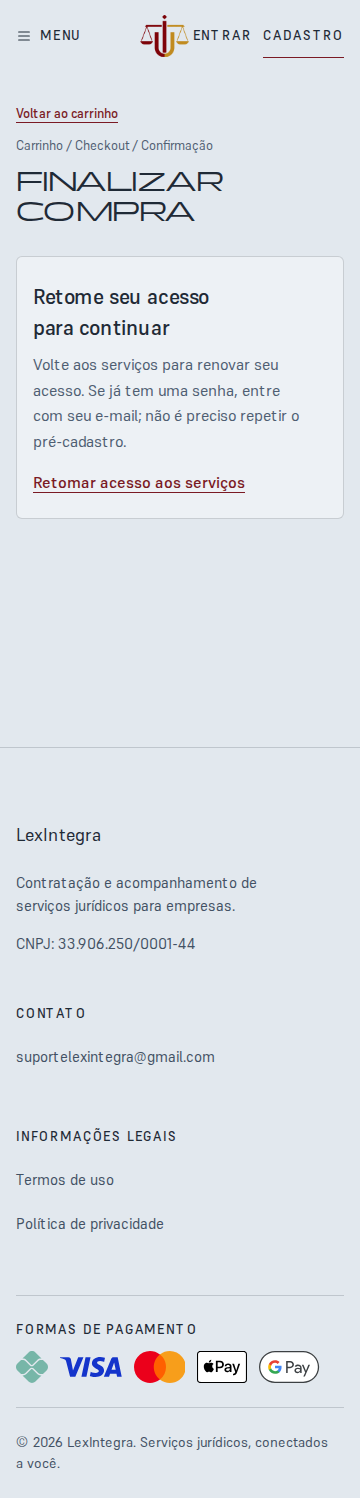 MENU
ENTRAR
CADASTRO
Voltar ao carrinho
Carrinho / Checkout / Confirmação
FINALIZAR
COMPRA
Retome seu acesso
para continuar
Volte aos serviços para renovar seu
acesso. Se já tem uma senha, entre
com seu e-mail; não é preciso repetir o
pré-cadastro.
Retomar acesso aos serviços
LexIntegra
Contratação e acompanhamento de
serviços jurídicos para empresas.
CNPJ: 33.906.250/0001-44
CONTATO
suportelexintegra@gmail.com
INFORMAÇÕES LEGAIS
Termos de uso
Política de privacidade
FORMAS DE PAGAMENTO
VISA
Pay
G Pay
© 2026 LexIntegra. Serviços jurídicos, conectados
a você.